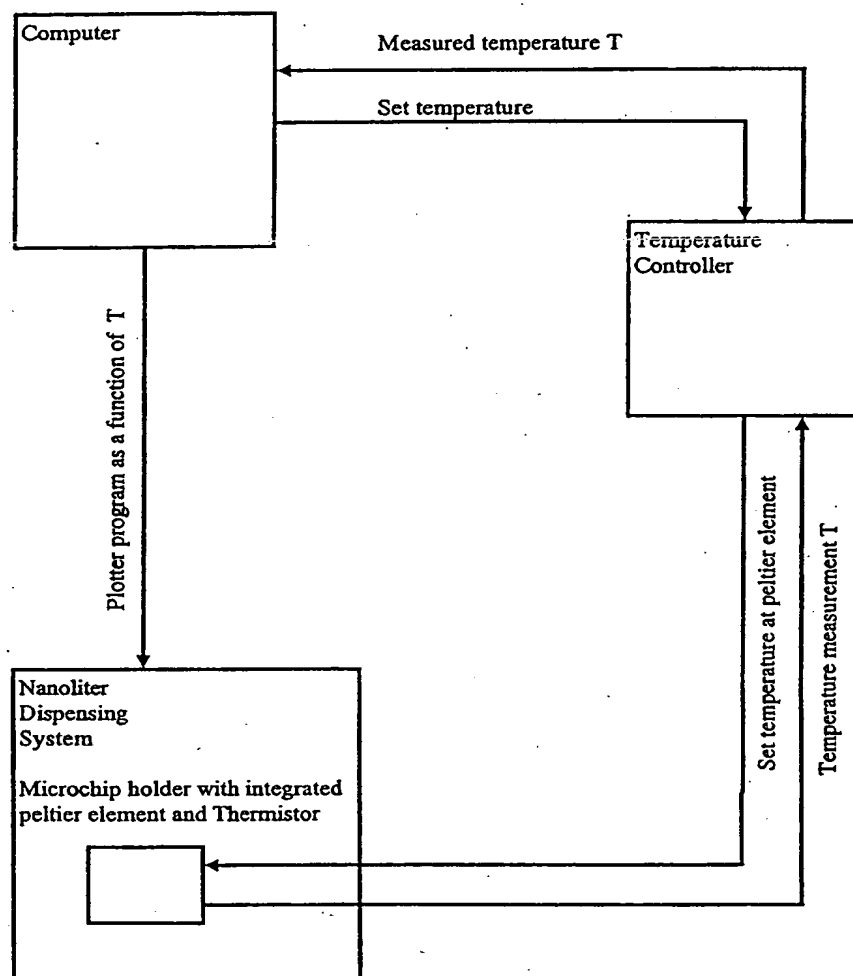 Computer
Measured temperature T
Set temperature
Temperature
Controller
Plotter program as a function of T
Set temperature at peltier element
Temperature measurement T
Nanoliter
Dispensing
System
Microchip holder with integrated
peltier element and Thermistor